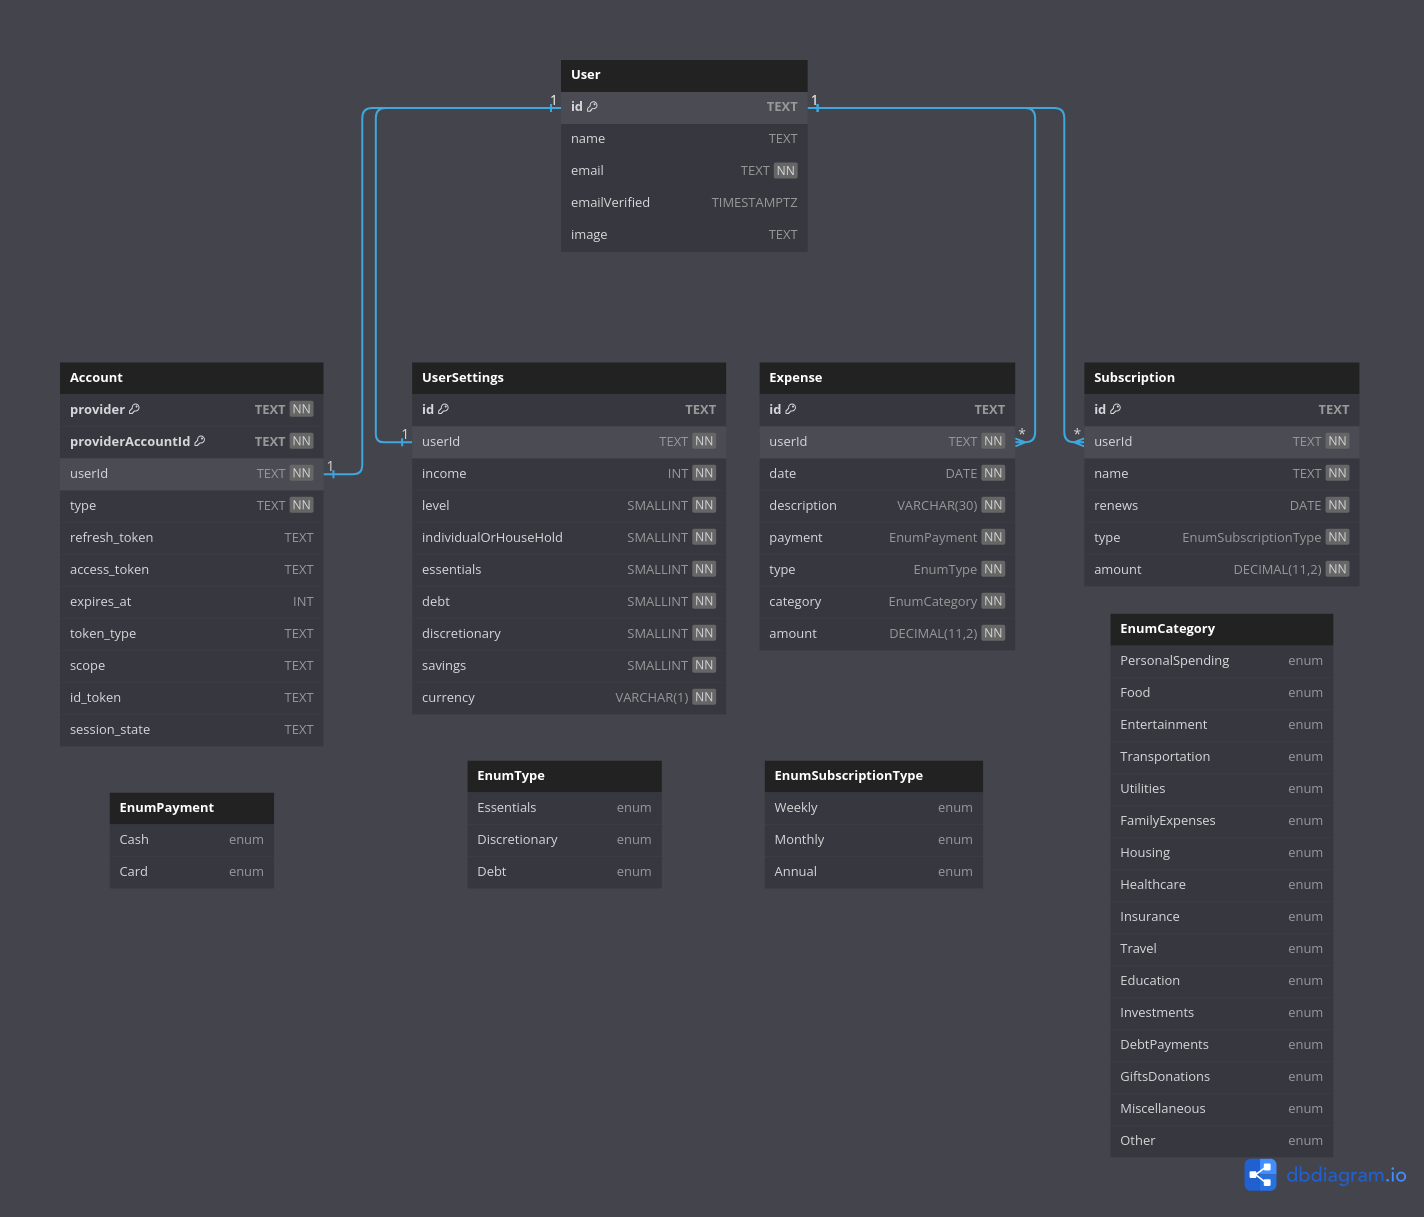 User
1 id TEXT 1
name TEXT
email TEXT NN
emailVerified TIMESTAMPTZ
image TEXT
Account
provider TEXT NN
providerAccountId TEXT NN
userId TEXT NN 1
type TEXT NN
refresh_token TEXT
access_token TEXT
expires_at INT
token_type TEXT
scope TEXT
id_token TEXT
session_state TEXT
UserSettings
id TEXT
1 userId TEXT NN
income INT NN
level SMALLINT NN
individualOrHouseHold SMALLINT NN
essentials SMALLINT NN
debt SMALLINT NN
discretionary SMALLINT NN
savings SMALLINT NN
currency VARCHAR(1) NN
Expense
id TEXT
userId TEXT NN *
date DATE NN
description VARCHAR(30) NN
payment EnumPayment NN
type EnumType NN
category EnumCategory NN
amount DECIMAL(11,2) NN
Subscription
id TEXT
* userId TEXT NN
name TEXT NN
renews DATE NN
type EnumSubscriptionType NN
amount DECIMAL(11,2) NN
EnumPayment
Cash enum
Card enum
EnumType
Essentials enum
Discretionary enum
Debt enum
EnumSubscriptionType
Weekly enum
Monthly enum
Annual enum
EnumCategory
PersonalSpending enum
Food enum
Entertainment enum
Transportation enum
Utilities enum
FamilyExpenses enum
Housing enum
Healthcare enum
Insurance enum
Travel enum
Education enum
Investments enum
DebtPayments enum
GiftsDonations enum
Miscellaneous enum
Other enum
dbdiagram.io